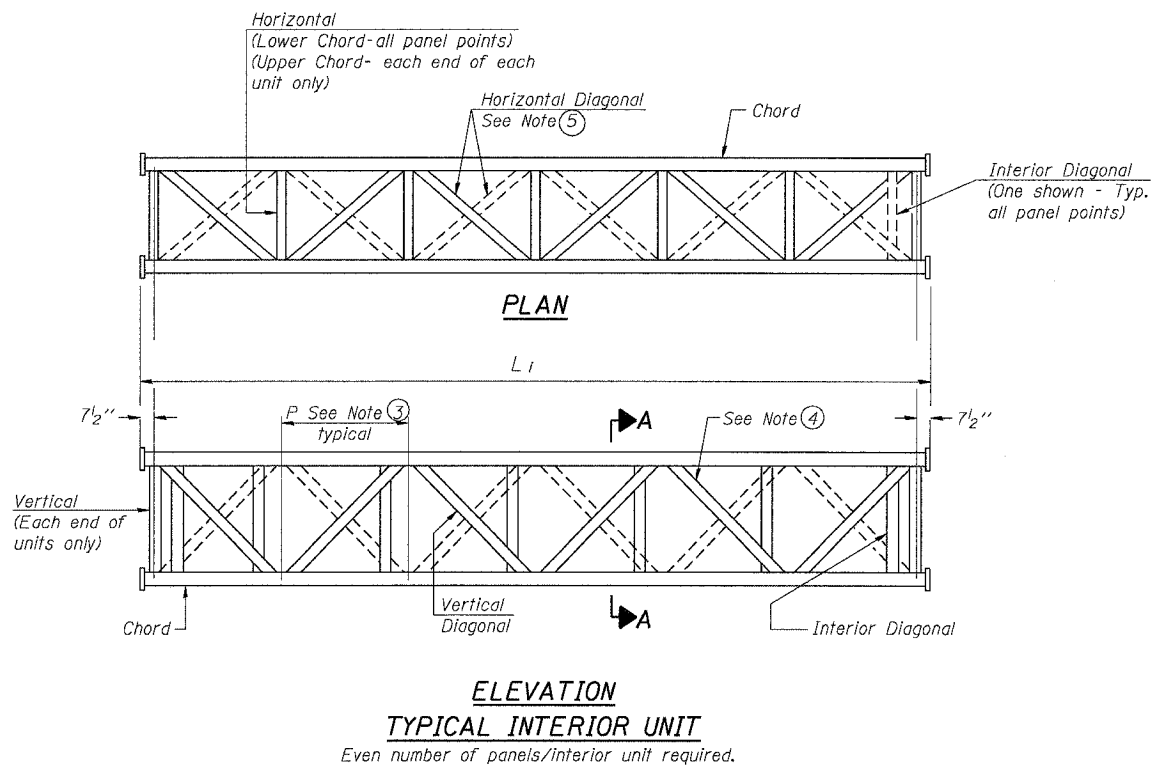 Horizontal
(Lower Chord-all panel points)
(Upper Chord- each end of each
unit only)
Horizontal Diagonal
See Note 5
Chord
Interior Diagonal
(One shown - Typ.
all panel points)
PLAN
Li
7½"
P See Note 3
typical
A
See Note 4
7½"
Vertical
(Each end of
units only)
Chord
Vertical
Diagonal
A
Interior Diagonal
ELEVATION
TYPICAL INTERIOR UNIT
Even number of panels/interior unit required.